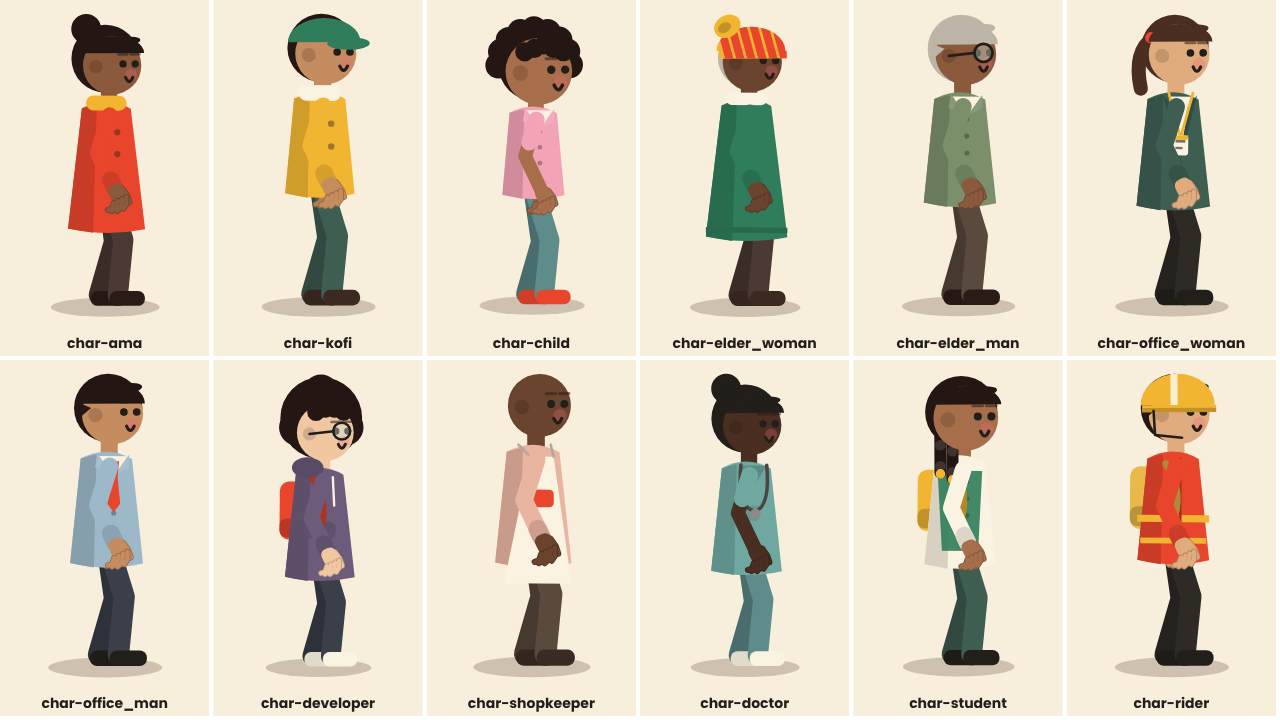 char-ama
char-kofi
char-child
char-elder_woman
char-elder_man
char-office_woman
char-office_man
char-developer
char-shopkeeper
char-doctor
char-student
char-rider